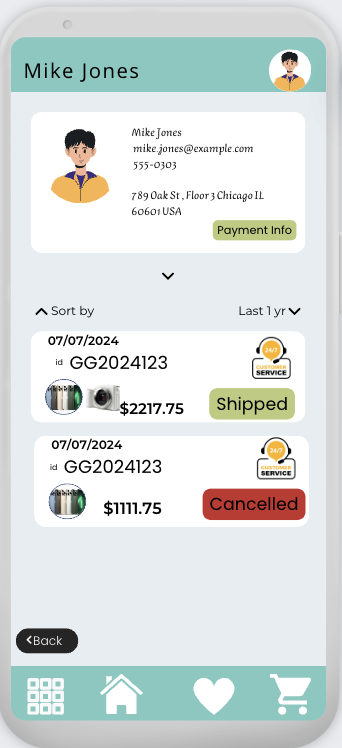 Mike Jones
Mike Jones
mike.jones@example.com
555-0303
789 Oak St , Floor 3 Chicago IL
60601 USA
Payment Info
Sort by
Last 1 yr
07/07/2024
id GG2024123
24/7
CUSTOMER
SERVICE
$2217.75
Shipped
07/07/2024
id GG2024123
24/7
CUSTOMER
SERVICE
$1111.75
Cancelled
Back